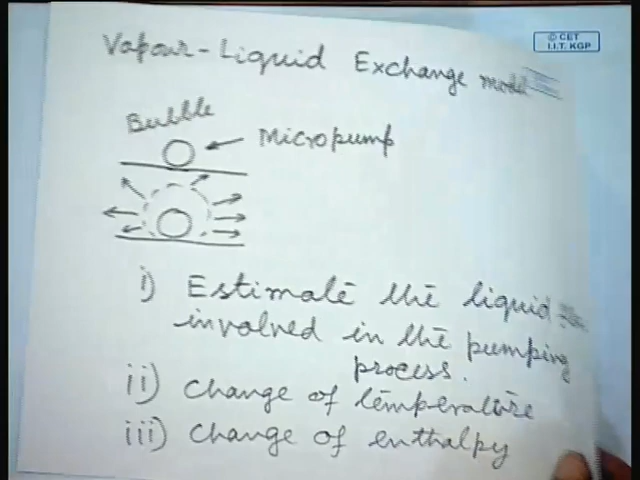 © CET
I.I.T. KGP
Vapour-Liquid Exchange model
Bubble
Micropump
i) Estimate the liquid
involved in the pumping
process.
ii) Change of temperature
iii) Change of enthalpy